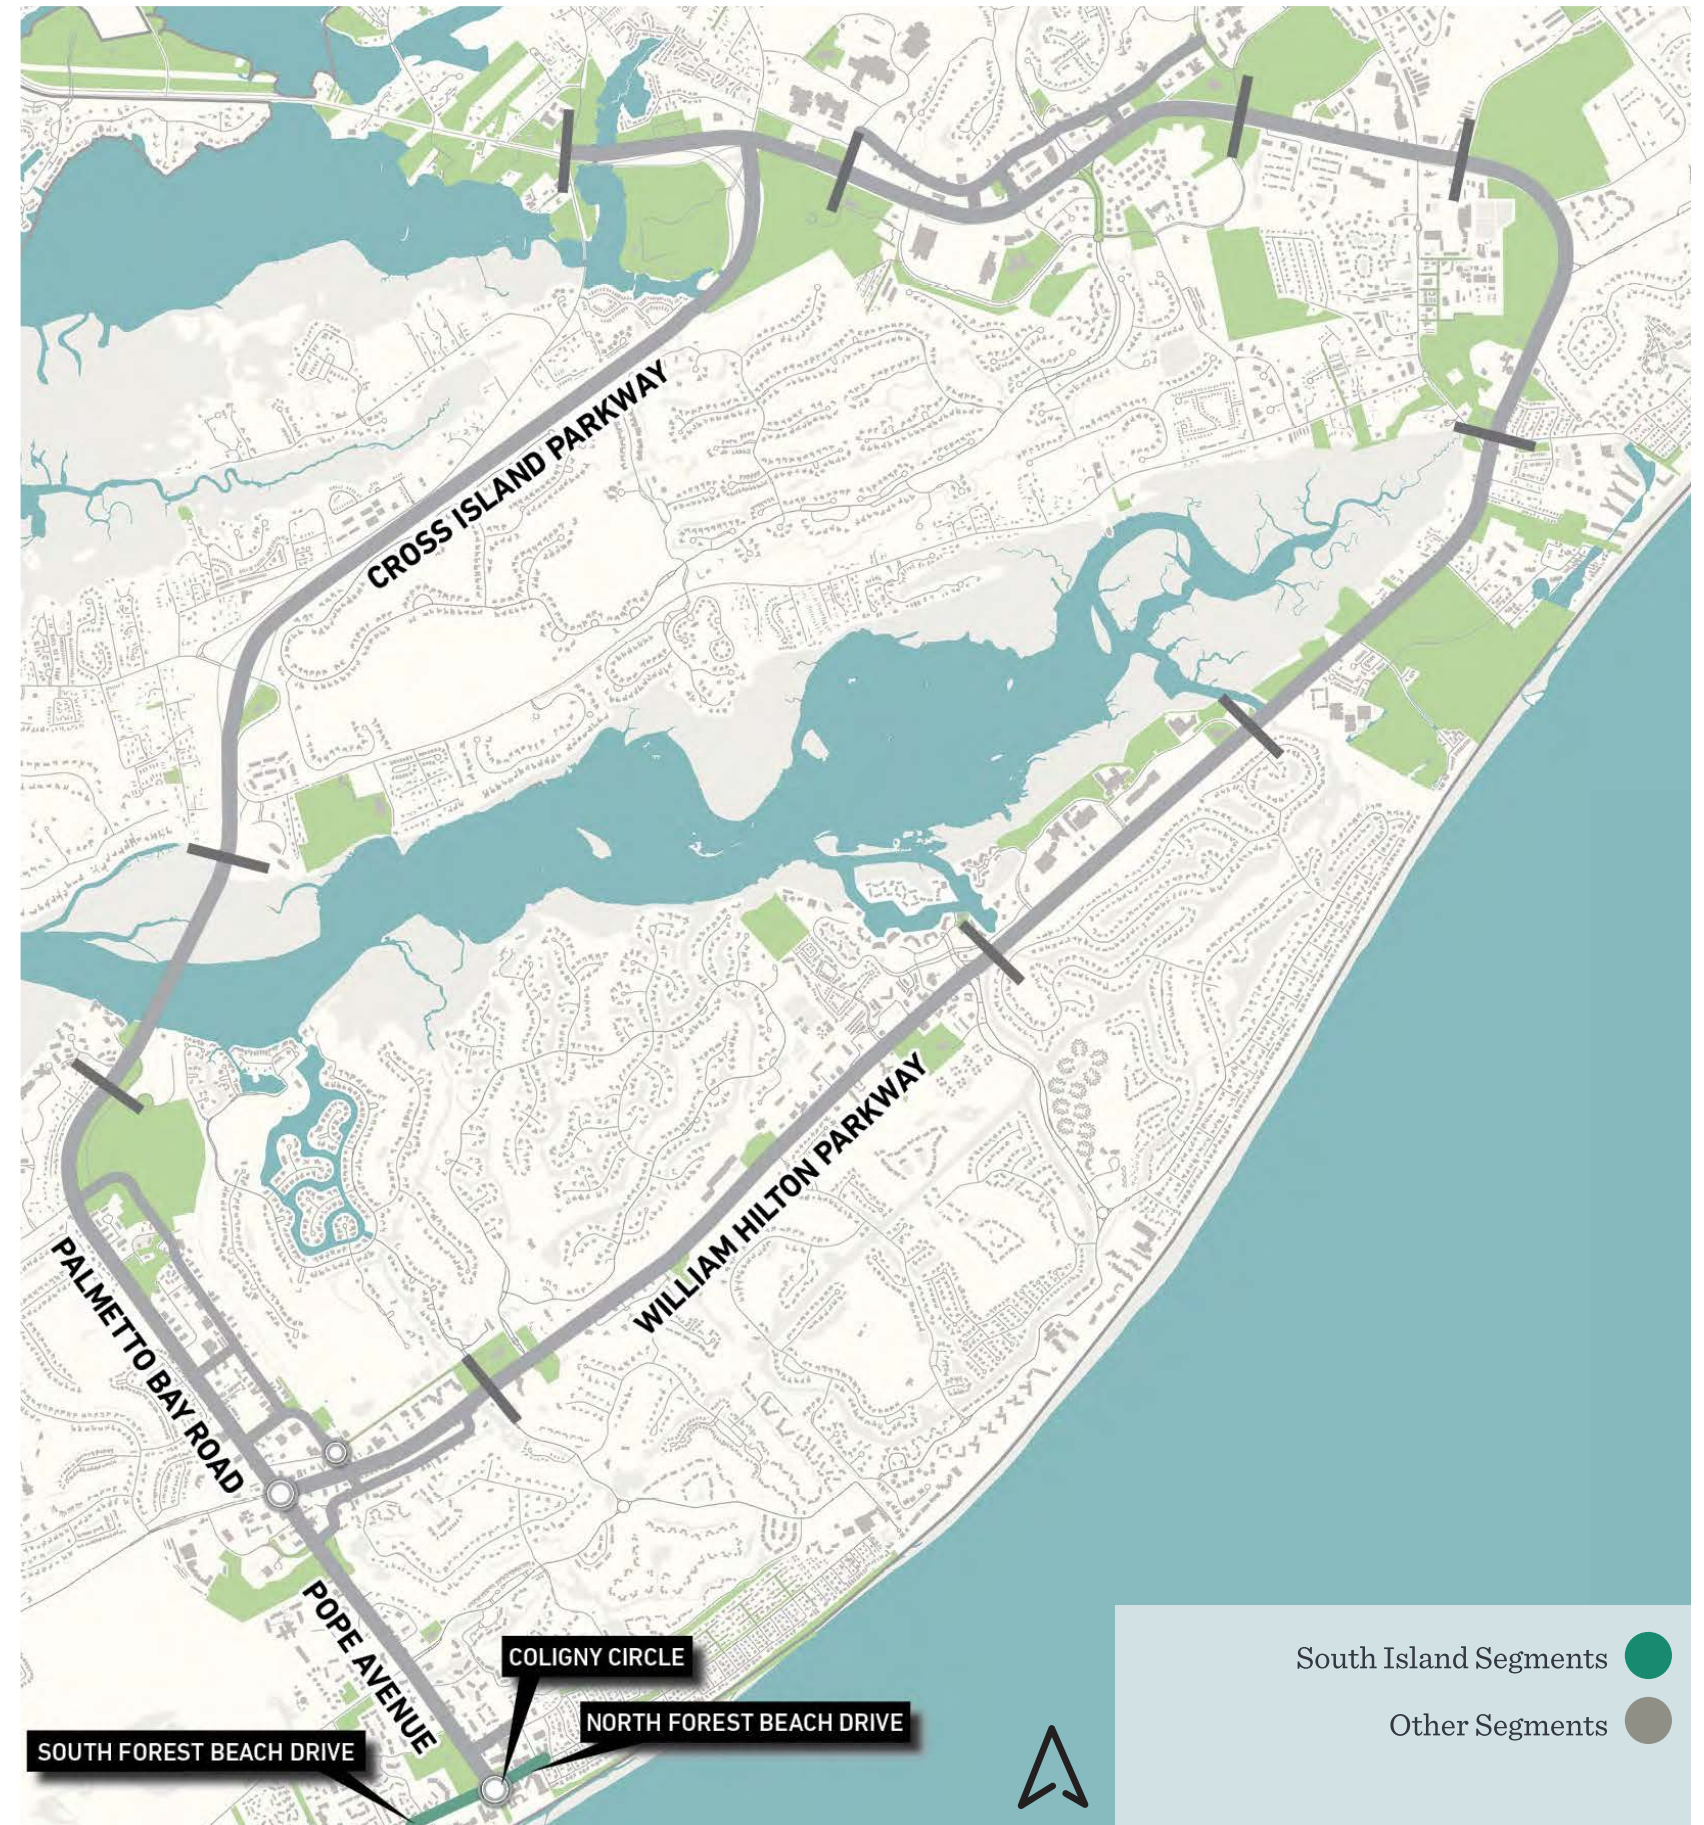 CROSS ISLAND PARKWAY
WILLIAM HILTON PARKWAY
PALMETTO BAY ROAD
POPE AVENUE
COLIGNY CIRCLE
NORTH FOREST BEACH DRIVE
SOUTH FOREST BEACH DRIVE
South Island Segments
Other Segments